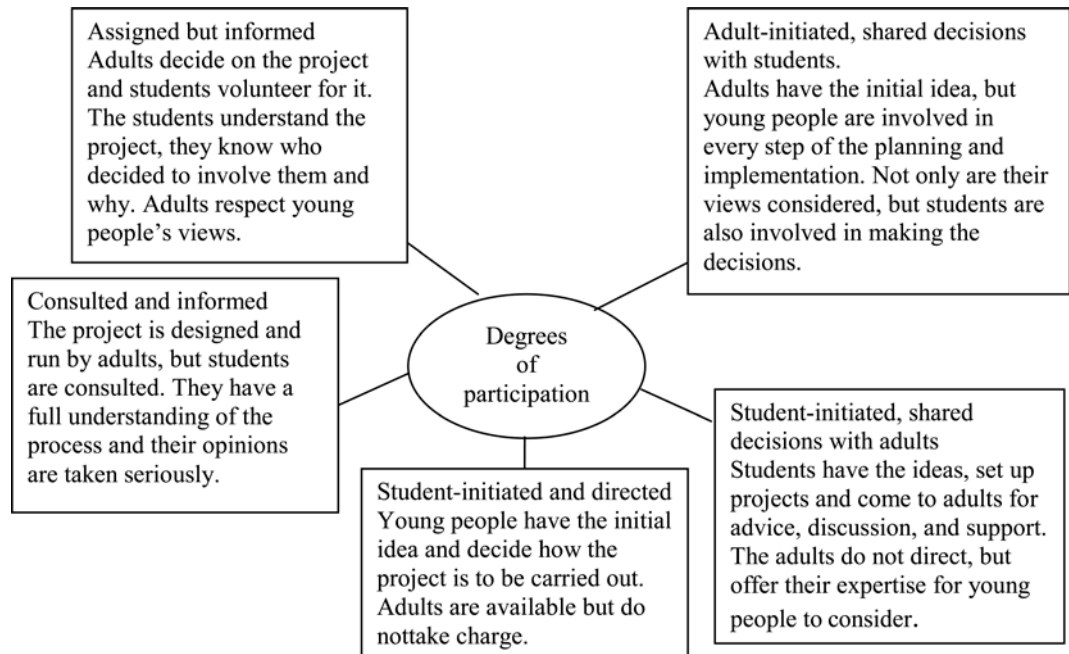 Assigned but informed
Adults decide on the project
and students volunteer for it.
The students understand the
project, they know who
decided to involve them and
why. Adults respect young
people's views.
Adult-initiated, shared decisions
with students.
Adults have the initial idea, but
young people are involved in
every step of the planning and
implementation. Not only are their
views considered, but students are
also involved in making the
decisions.
Consulted and informed
The project is designed and
run by adults, but students
are consulted. They have a
full understanding of the
process and their opinions
are taken seriously.
Degrees
of
participation
Student-initiated and directed
Young people have the initial
idea and decide how the
project is to be carried out.
Adults are available but do
nottake charge.
Student-initiated, shared
decisions with adults
Students have the ideas, set up
projects and come to adults for
advice, discussion, and support.
The adults do not direct, but
offer their expertise for young
people to consider.